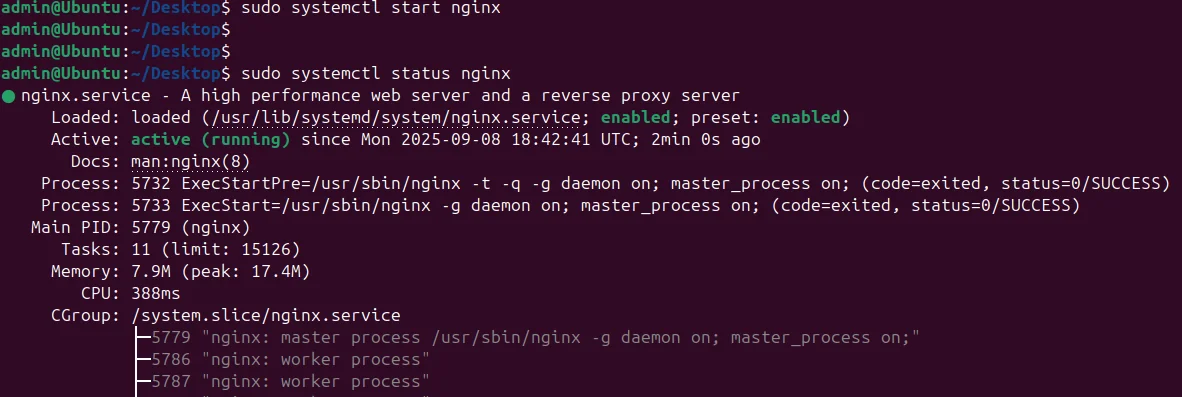 admin@Ubuntu:~/Desktop$ sudo systemctl start nginx
admin@Ubuntu:~/Desktop$
admin@Ubuntu:~/Desktop$
admin@Ubuntu:~/Desktop$ sudo systemctl status nginx
● nginx.service - A high performance web server and a reverse proxy server
Loaded: loaded (/usr/lib/systemd/system/nginx.service; enabled; preset: enabled)
Active: active (running) since Mon 2025-09-08 18:42:41 UTC; 2min 0s ago
Docs: man:nginx(8)
Process: 5732 ExecStartPre=/usr/sbin/nginx -t -q -g daemon on; master_process on; (code=exited, status=0/SUCCESS)
Process: 5733 ExecStart=/usr/sbin/nginx -g daemon on; master_process on; (code=exited, status=0/SUCCESS)
Main PID: 5779 (nginx)
Tasks: 11 (limit: 15126)
Memory: 7.9M (peak: 17.4M)
CPU: 388ms
CGroup: /system.slice/nginx.service
├─5779 "nginx: master process /usr/sbin/nginx -g daemon on; master_process on;"
├─5786 "nginx: worker process"
├─5787 "nginx: worker process"